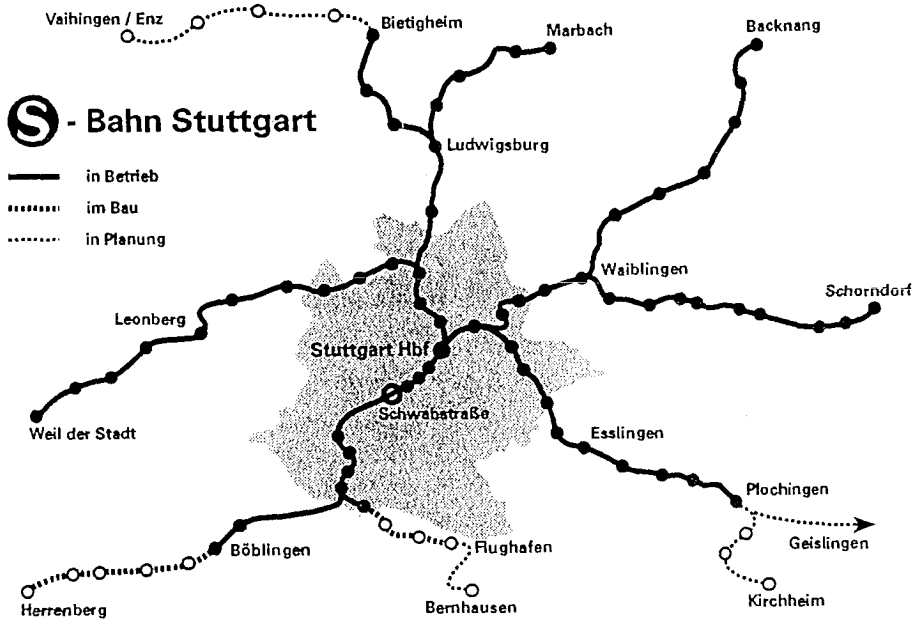 Vaihingen / Enz
Bietigheim
Marbach
Backnang
S - Bahn Stuttgart
Ludwigsburg
in Betrieb
im Bau
in Planung
Waiblingen
Schorndorf
Leonberg
Stuttgart Hbf
Schwabstraße
Weil der Stadt
Esslingen
Plochingen
Böblingen
Flughafen
Geislingen
Herrenberg
Bernhausen
Kirchheim